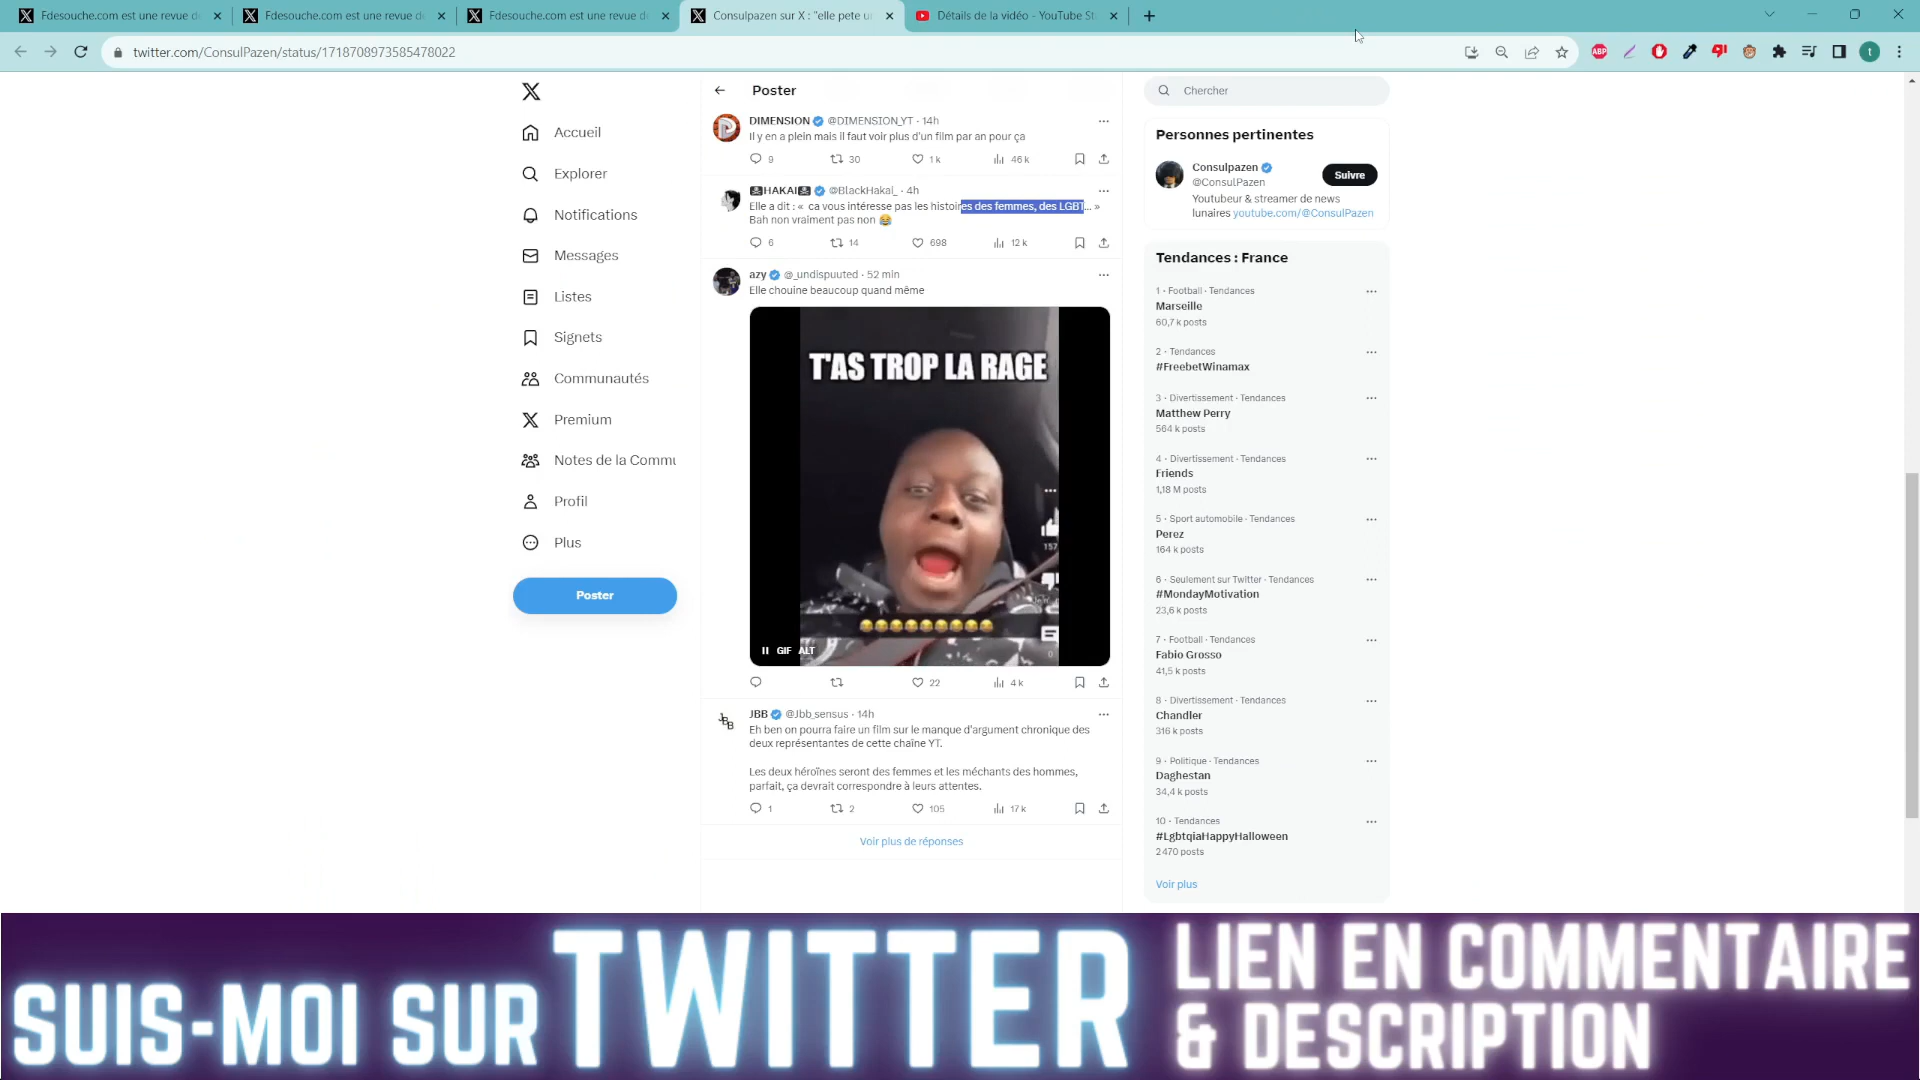 Fdesouche.com est une revue de
Fdesouche.com est une revue de
Fdesouche.com est une revue de
Consulpazen sur X : "elle pete un
Détails de la vidéo - YouTube St
twitter.com/ConsulPazen/status/1718708973585478022
ABP
t
Accueil
Explorer
Notifications
Messages
Listes
Signets
Communautés
Premium
Notes de la Commu
Profil
Plus
Poster
Poster
DIMENSION @DIMENSION_YT · 14h
Il y en a plein mais il faut voir plus d'un film par an pour ça
9 30 1 k 46 k
HAKAI @BlackHakai_ · 4h
Elle a dit : « ca vous intéresse pas les histoires des femmes, des LGBT... »
Bah non vraiment pas non 😂
6 14 698 12 k
azy @_undispuuted · 52 min
Elle chouine beaucoup quand même
T'AS TROP LA RAGE
157
0
GIF ALT
22 4 k
JBB
JBB @Jbb_sensus · 14h
Eh ben on pourra faire un film sur le manque d'argument chronique des
deux représentantes de cette chaîne YT.
Les deux héroïnes seront des femmes et les méchants des hommes,
parfait, ça devrait correspondre à leurs attentes.
1 2 105 17 k
Voir plus de réponses
Chercher
Personnes pertinentes
Consulpazen
@ConsulPazen
Suivre
Youtubeur & streamer de news
lunaires youtube.com/@ConsulPazen
Tendances : France
1 · Football · Tendances
Marseille
60,7 k posts
2 · Tendances
#FreebetWinamax
3 · Divertissement · Tendances
Matthew Perry
564 k posts
4 · Divertissement · Tendances
Friends
1,18 M posts
5 · Sport automobile · Tendances
Perez
164 k posts
6 · Seulement sur Twitter · Tendances
#MondayMotivation
23,6 k posts
7 · Football · Tendances
Fabio Grosso
41,5 k posts
8 · Divertissement · Tendances
Chandler
316 k posts
9 · Politique · Tendances
Daghestan
34,4 k posts
10 · Tendances
#LgbtqiaHappyHalloween
2 470 posts
Voir plus
SUIS-MOI SUR TWITTER
LIEN EN COMMENTAIRE
& DESCRIPTION